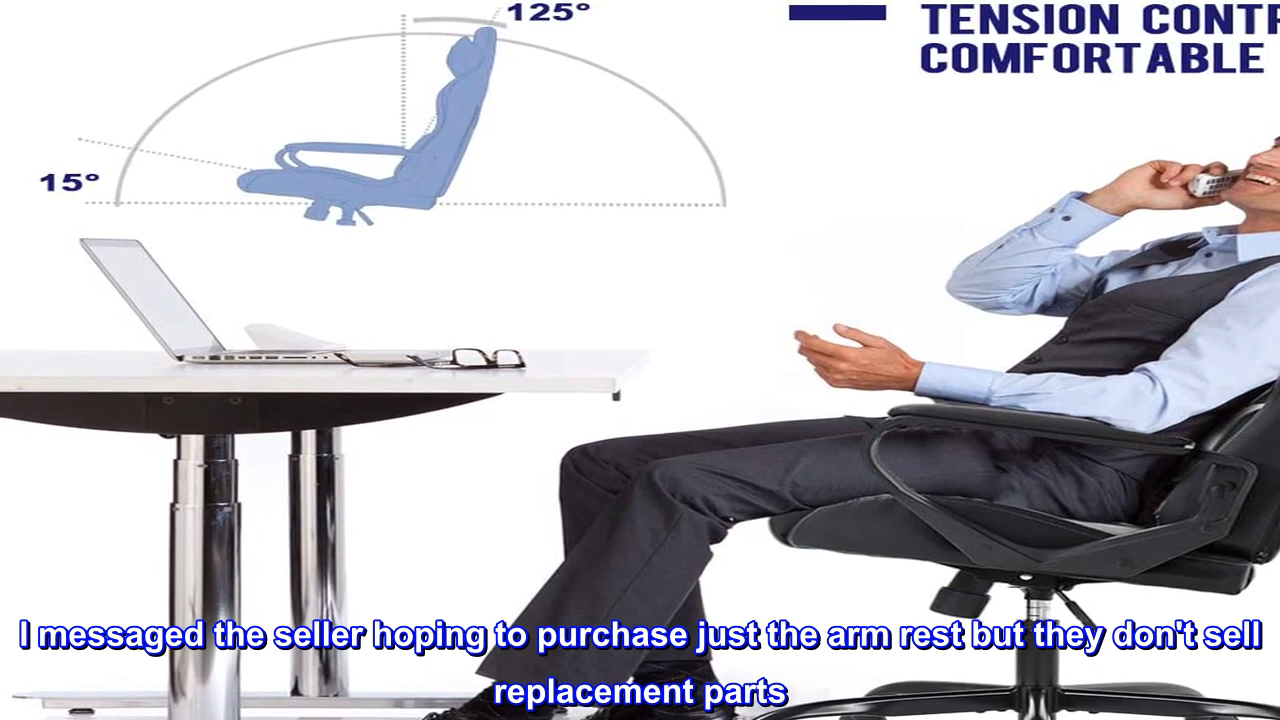 125°
TENSION CONT
COMFORTABLE
15°
I messaged the seller hoping to purchase just the arm rest but they don't sell
replacement parts